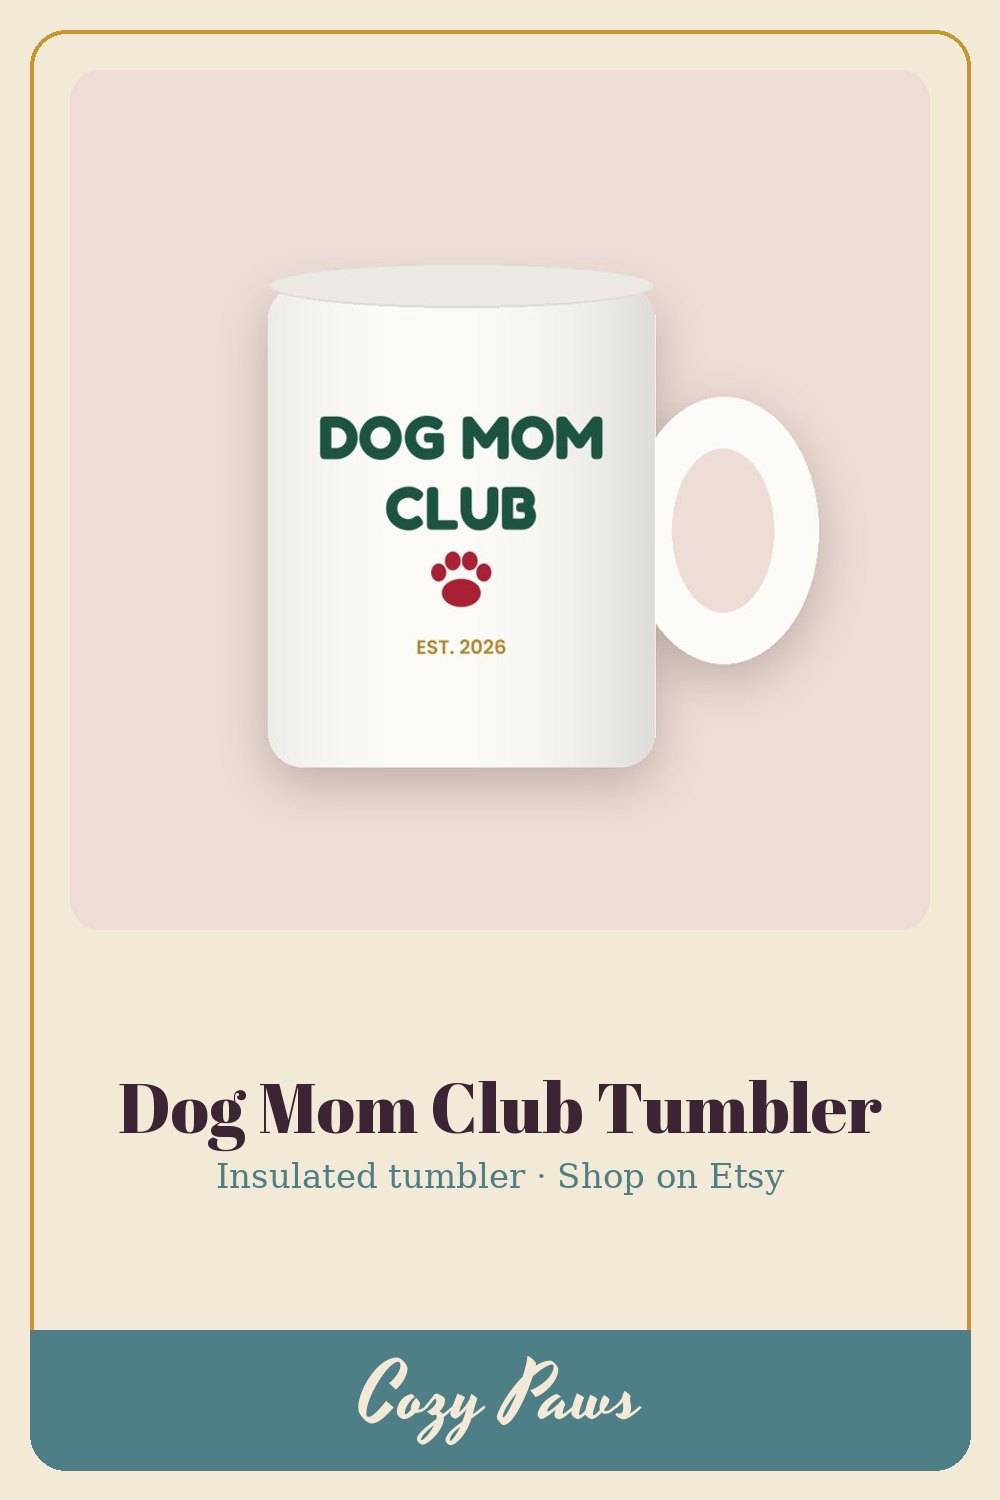 DOG MOM
CLUB
EST. 2026
Dog Mom Club Tumbler
Insulated tumbler · Shop on Etsy
Cozy Paws